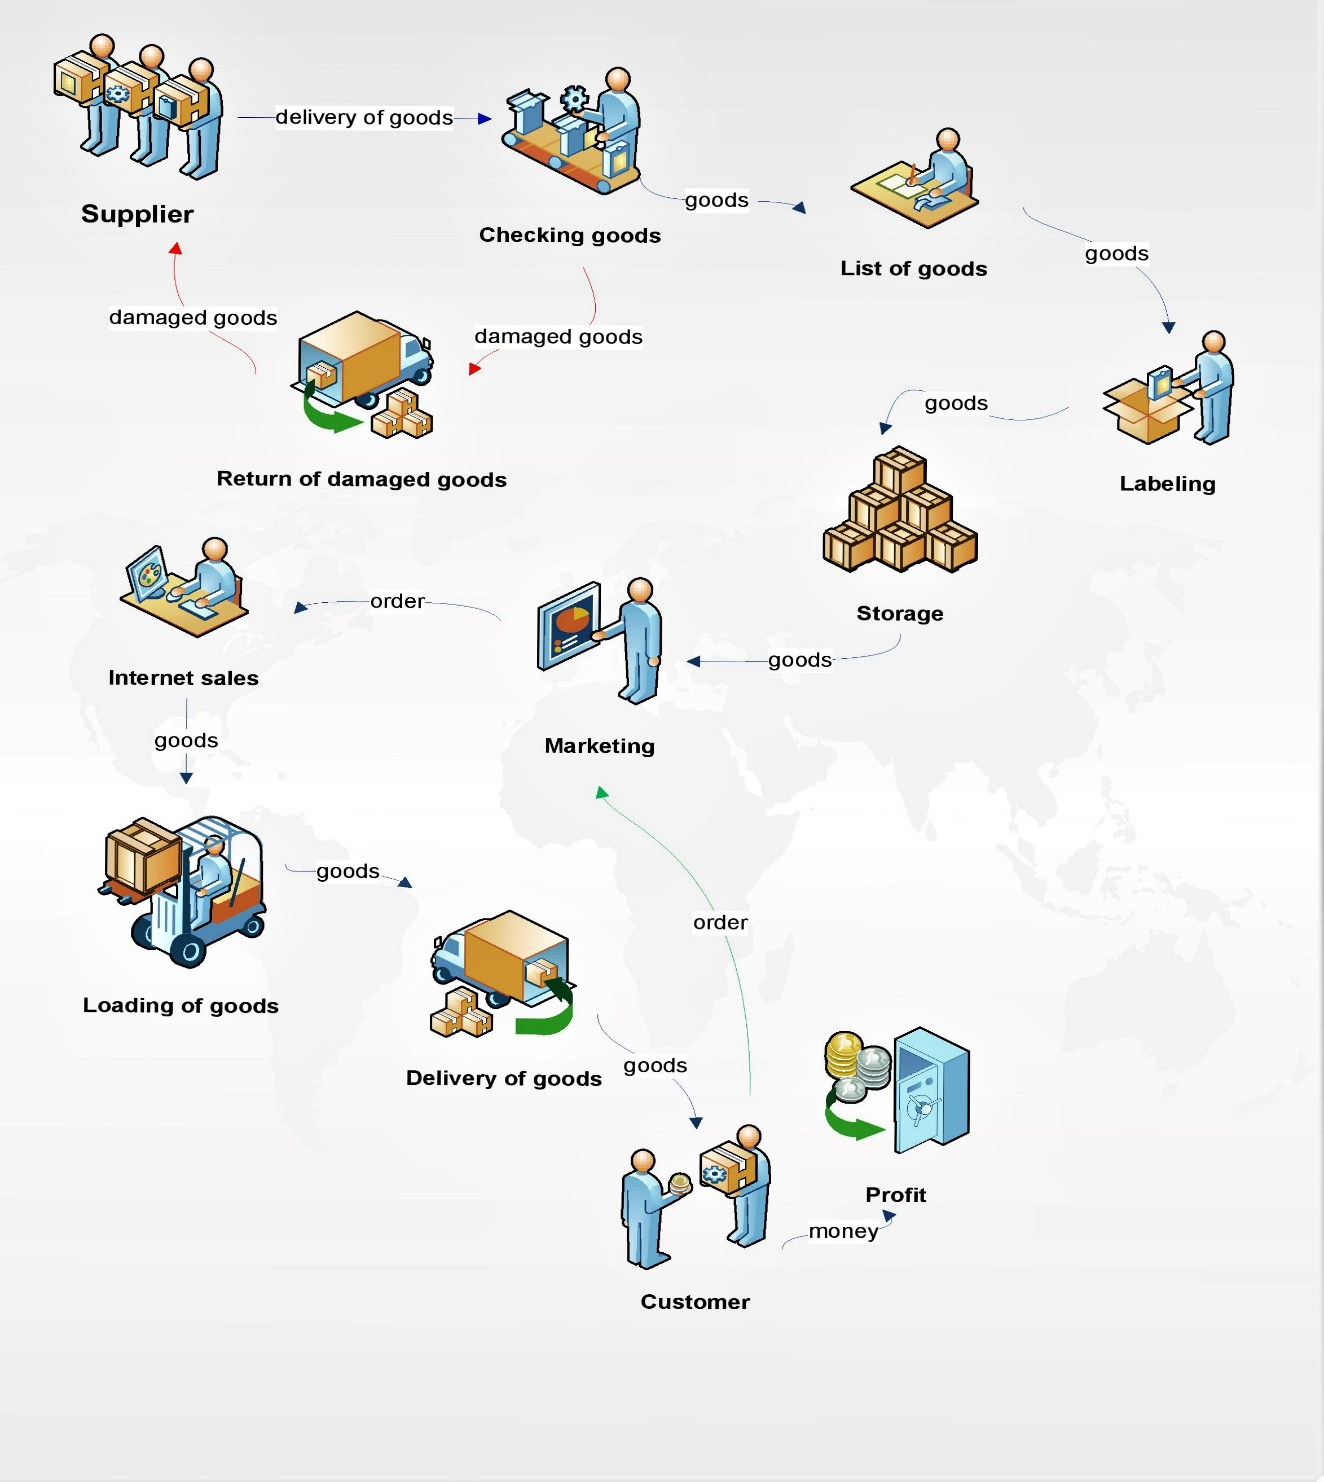 delivery of goods
Supplier
goods
Checking goods
List of goods
goods
damaged goods
damaged goods
goods
Return of damaged goods
Labeling
order
Storage
goods
Internet sales
goods
Marketing
goods
order
Loading of goods
goods
Delivery of goods
Profit
money
Customer